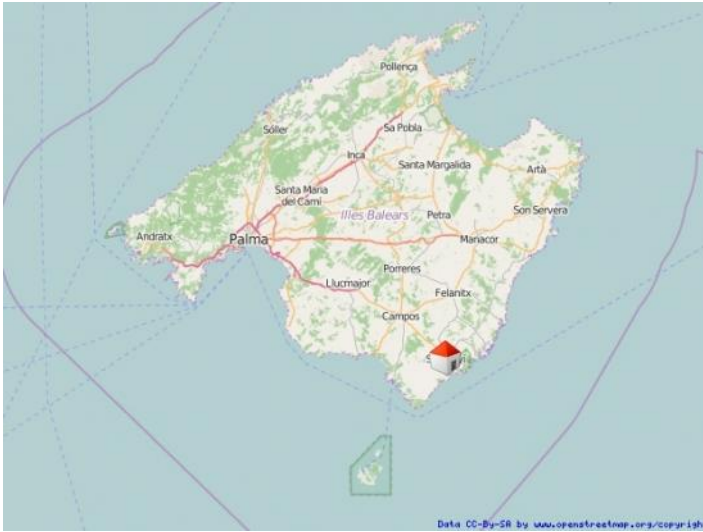 Pollença
Sa Pobla
Sóller
Inca
Santa Margalida
Artà
Santa Maria
del Camí
Illes Balears
Petra
Son Servera
Andratx
Palma
Manacor
Porreres
Llucmajor
Felanitx
Campos
Data CC-By-SA by www.openstreetmap.org/copyrigh